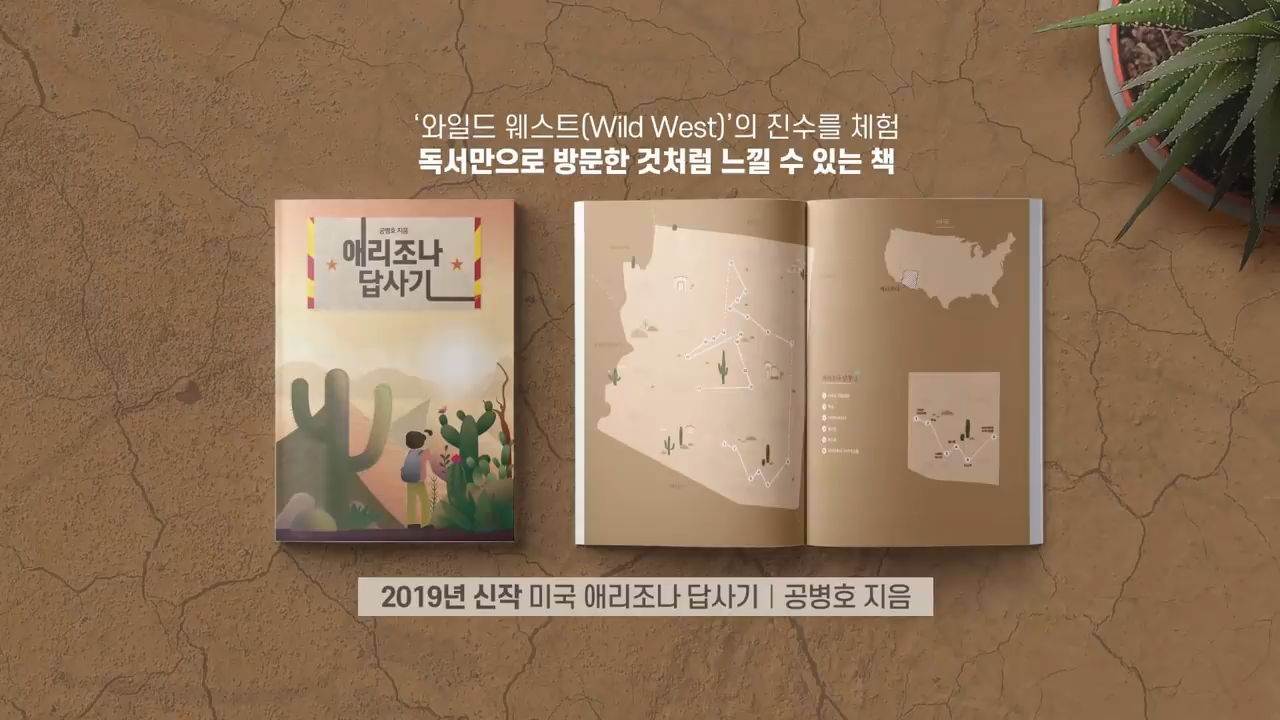 ‘와일드 웨스트(Wild West)’의 진수를 체험
독서만으로 방문한 것처럼 느낄 수 있는 책
공병호 지음
애리조나
답사기
2019년 신작 미국 애리조나 답사기 | 공병호 지음